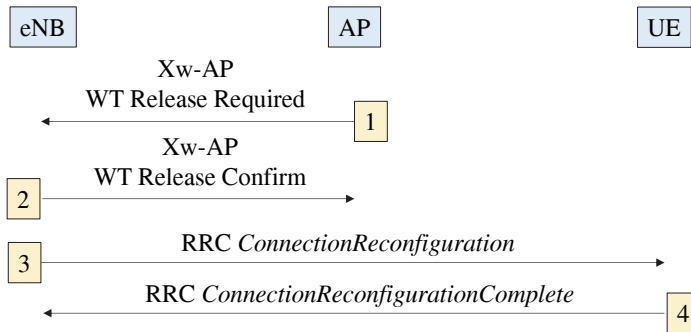 eNB AP UE
Xw-AP
WT Release Required
1
Xw-AP
WT Release Confirm
2
RRC ConnectionReconfiguration
3
RRC ConnectionReconfigurationComplete
4